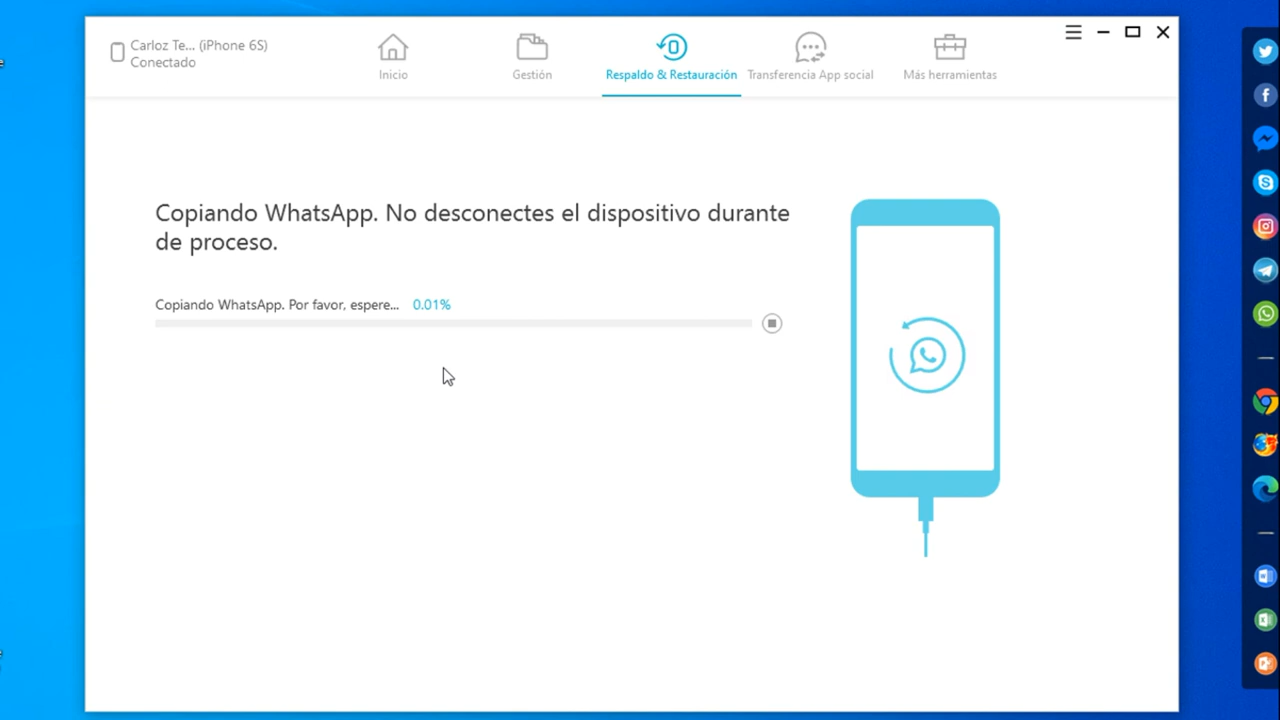 Carloz Te... (iPhone 6S)
Conectado
Inicio
Gestión
Respaldo & Restauración
Transferencia App social
Más herramientas
Copiando WhatsApp. No desconectes el dispositivo durante
de proceso.
Copiando WhatsApp. Por favor, espere... 0.01%